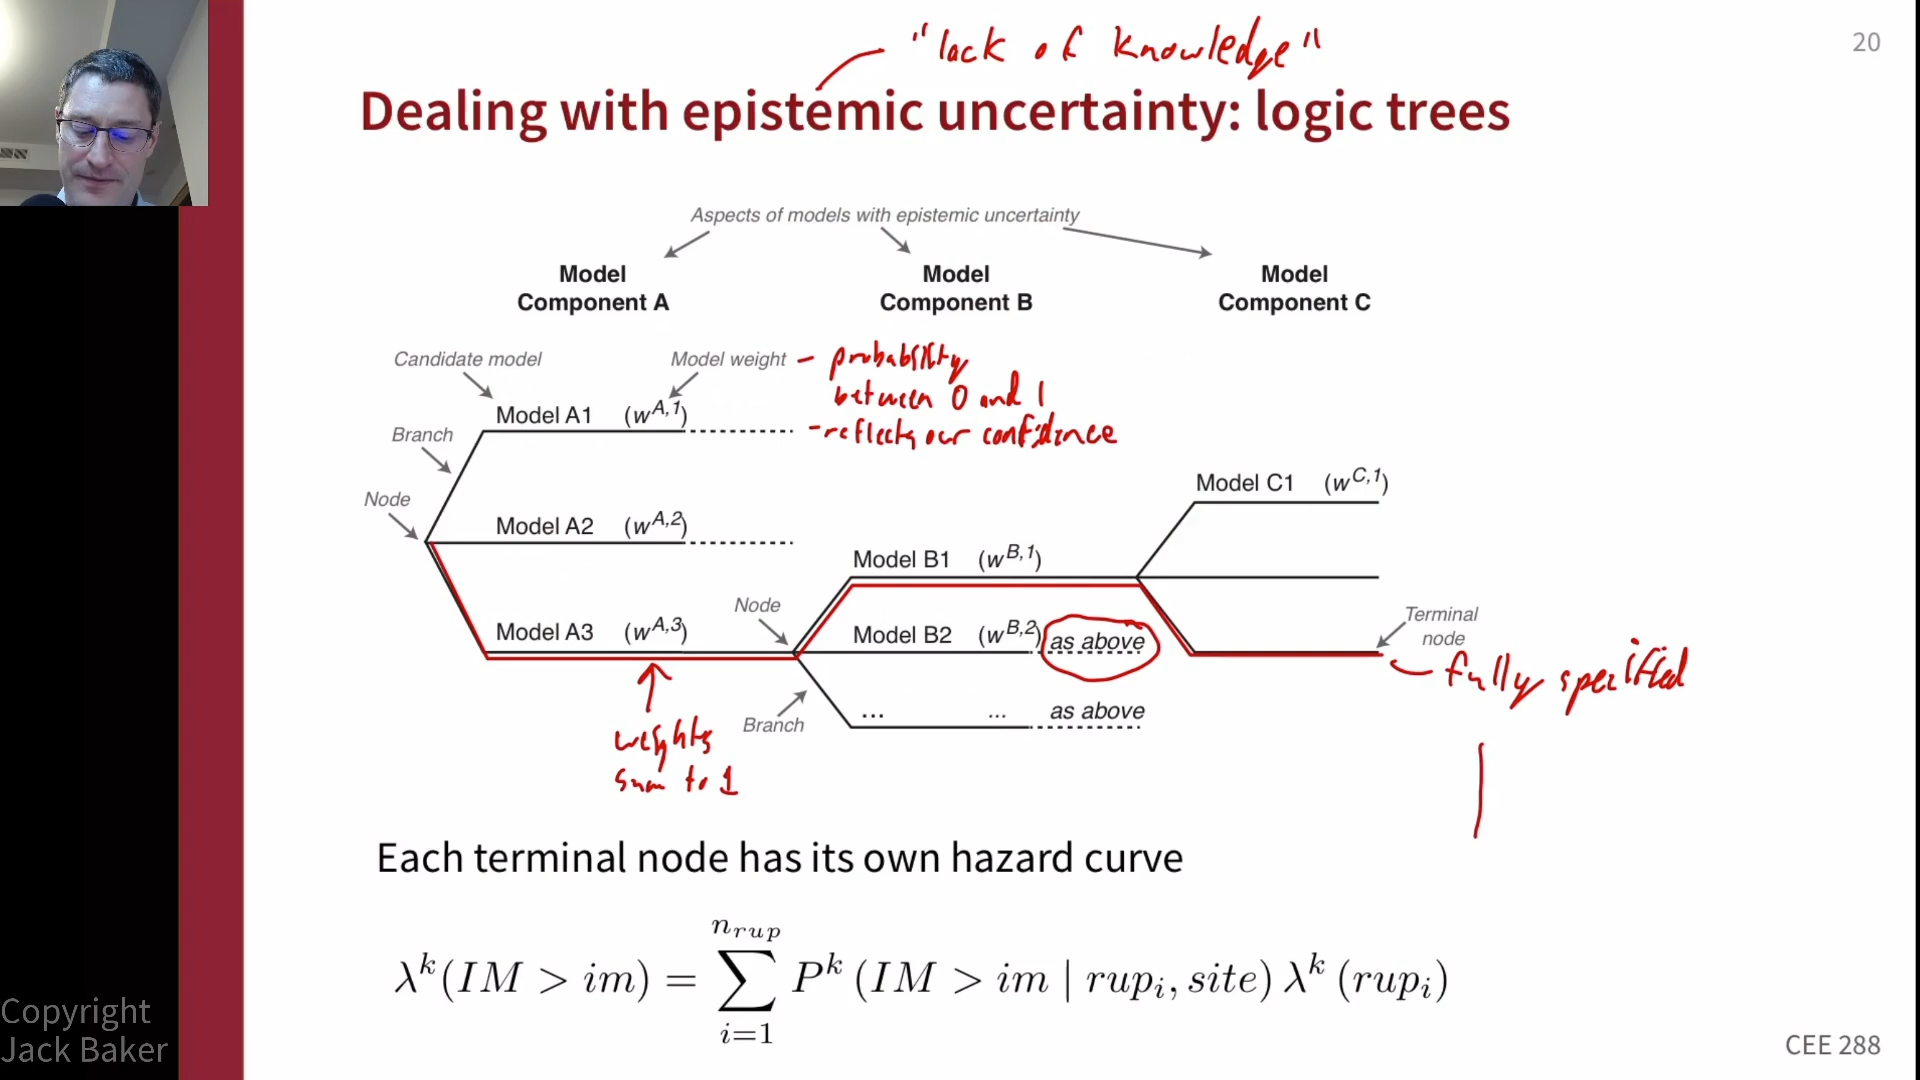 20
"lack of knowledge"
Dealing with epistemic uncertainty: logic trees
Aspects of models with epistemic uncertainty
Model
Component A
Model
Component B
Model
Component C
Candidate model
Model weight
- probability
between 0 and 1
- reflects our confidence
Model A1 (w^{A,1})
Branch
Node
Model A2 (w^{A,2})
Model A3 (w^{A,3})
weights
sum to 1
Node
Branch
Model B1 (w^{B,1})
Model B2 (w^{B,2}) as above
... ... as above
Model C1 (w^{C,1})
Terminal
node
fully specified
Each terminal node has its own hazard curve
λ^k(IM > im) = \sum_{i=1}^{n_{rup}} P^k (IM > im | rup_i, site) λ^k (rup_i)
Copyright
Jack Baker
CEE 288